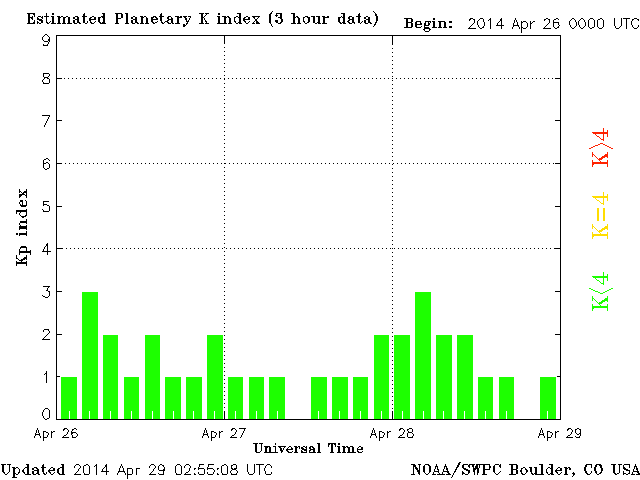 Estimated Planetary K index (3 hour data) Begin: 2014 Apr 26 0000 UTC
9
8
7
6
5
4
3
2
1
0
Kp index
K>4
K=4
K<4
Apr 26 Apr 27 Apr 28 Apr 29
Universal Time
Updated 2014 Apr 29 02:55:08 UTC NOAA/SWPC Boulder, CO USA